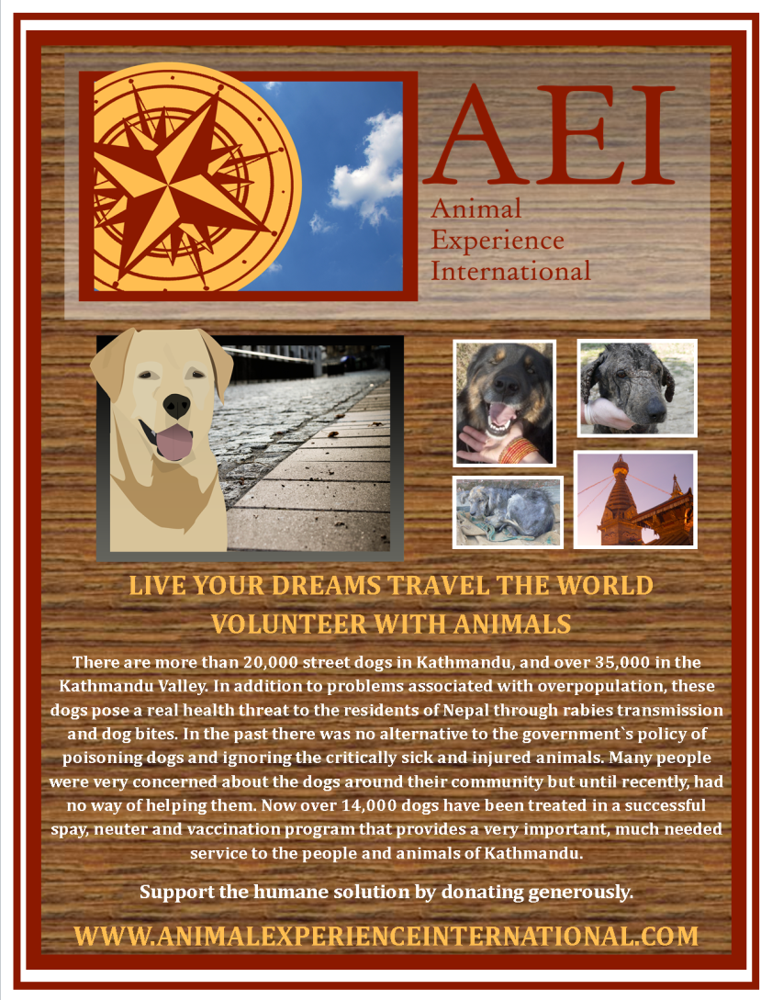 AEI
Animal
Experience
International
LIVE YOUR DREAMS TRAVEL THE WORLD
VOLUNTEER WITH ANIMALS
There are more than 20,000 street dogs in Kathmandu, and over 35,000 in the
Kathmandu Valley. In addition to problems associated with overpopulation, these
dogs pose a real health threat to the residents of Nepal through rabies transmission
and dog bites. In the past there was no alternative to the government`s policy of
poisoning dogs and ignoring the critically sick and injured animals. Many people
were very concerned about the dogs around their community but until recently, had
no way of helping them. Now over 14,000 dogs have been treated in a successful
spay, neuter and vaccination program that provides a very important, much needed
service to the people and animals of Kathmandu.
Support the humane solution by donating generously.
WWW.ANIMALEXPERIENCEINTERNATIONAL.COM